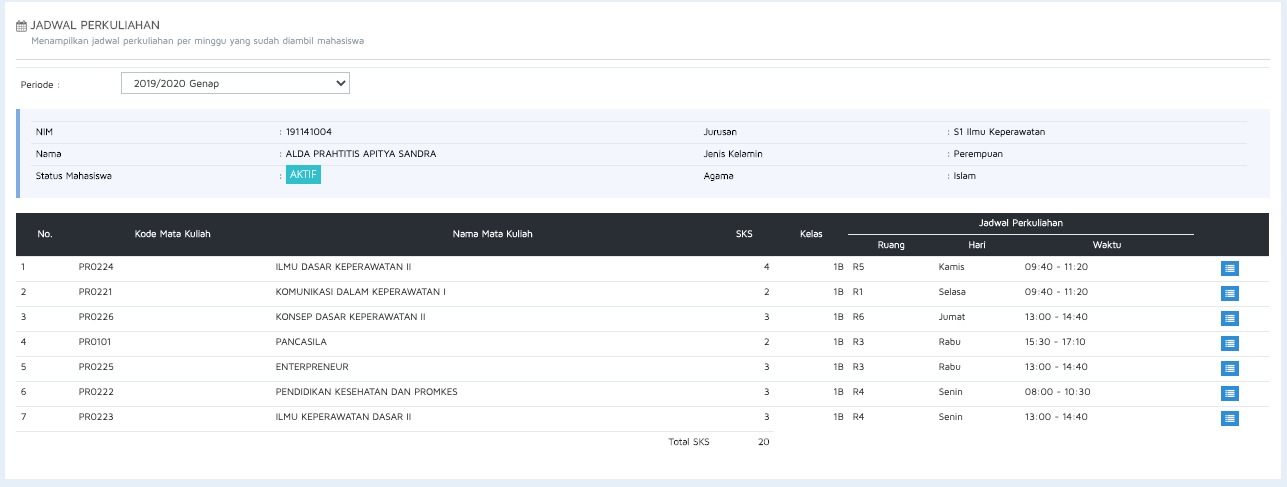 JADWAL PERKULIAHAN
Menampilkan jadwal perkuliahan per minggu yang sudah diambil mahasiswa
Periode : 2019/2020 Genap
NIM : 191141004 Jurusan : S1 Ilmu Keperawatan
Nama : ALDA PRAHTITIS APITYA SANDRA Jenis Kelamin : Perempuan
Status Mahasiswa : AKTIF Agama : Islam
Jadwal Perkuliahan
No. Kode Mata Kuliah Nama Mata Kuliah SKS Kelas
Ruang Hari Waktu
1 PR0224 ILMU DASAR KEPERAWATAN II 4 1B R5 Kamis 09:40 - 11:20
2 PR0221 KOMUNIKASI DALAM KEPERAWATAN I 2 1B R1 Selasa 09:40 - 11:20
3 PR0226 KONSEP DASAR KEPERAWATAN II 3 1B R6 Jumat 13:00 - 14:40
4 PR0101 PANCASILA 2 1B R3 Rabu 15:30 - 17:10
5 PR0225 ENTERPRENEUR 3 1B R3 Rabu 13:00 - 14:40
6 PR0222 PENDIDIKAN KESEHATAN DAN PROMKES 3 1B R4 Senin 08:00 - 10:30
7 PR0223 ILMU KEPERAWATAN DASAR II 3 1B R4 Senin 13:00 - 14:40
Total SKS 20